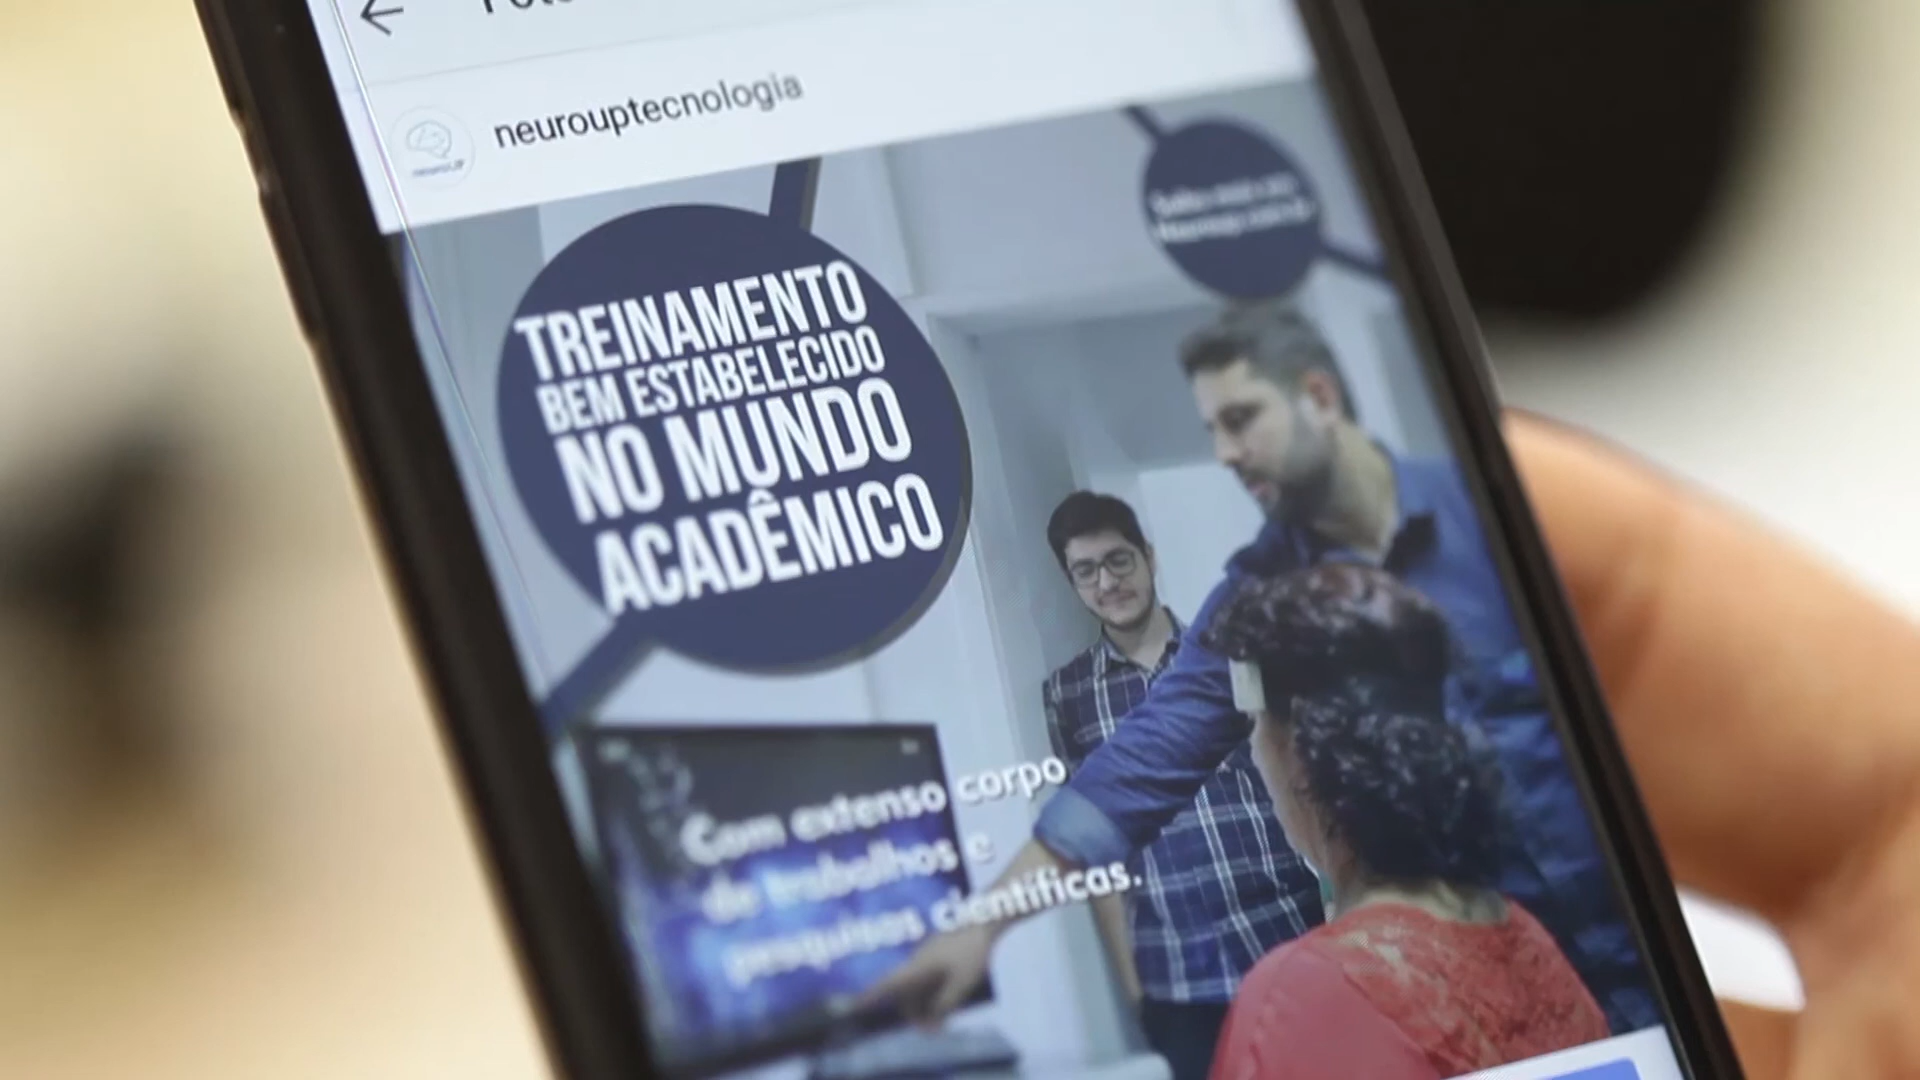 neurouptecnologia
TREINAMENTO
BEM ESTABELECIDO
NO MUNDO
ACADÊMICO
Com extenso corpo
de trabalhos e
pesquisas científicas.